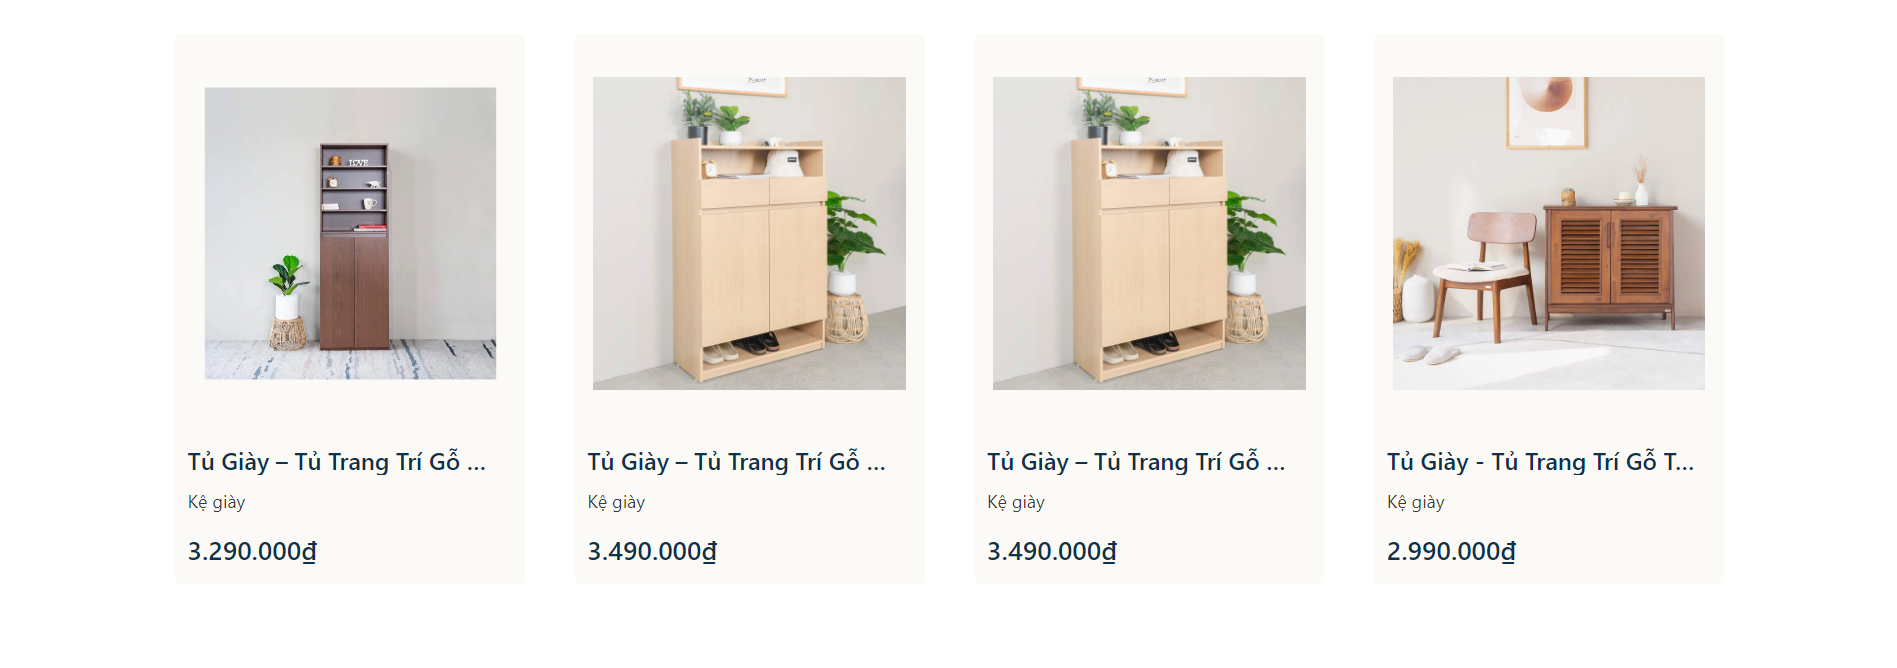 LOVE
Tủ Giày – Tủ Trang Trí Gỗ ...
Kệ giày
3.290.000₫
Tủ Giày – Tủ Trang Trí Gỗ ...
Kệ giày
3.490.000₫
Tủ Giày – Tủ Trang Trí Gỗ ...
Kệ giày
3.490.000₫
Tủ Giày - Tủ Trang Trí Gỗ T...
Kệ giày
2.990.000₫